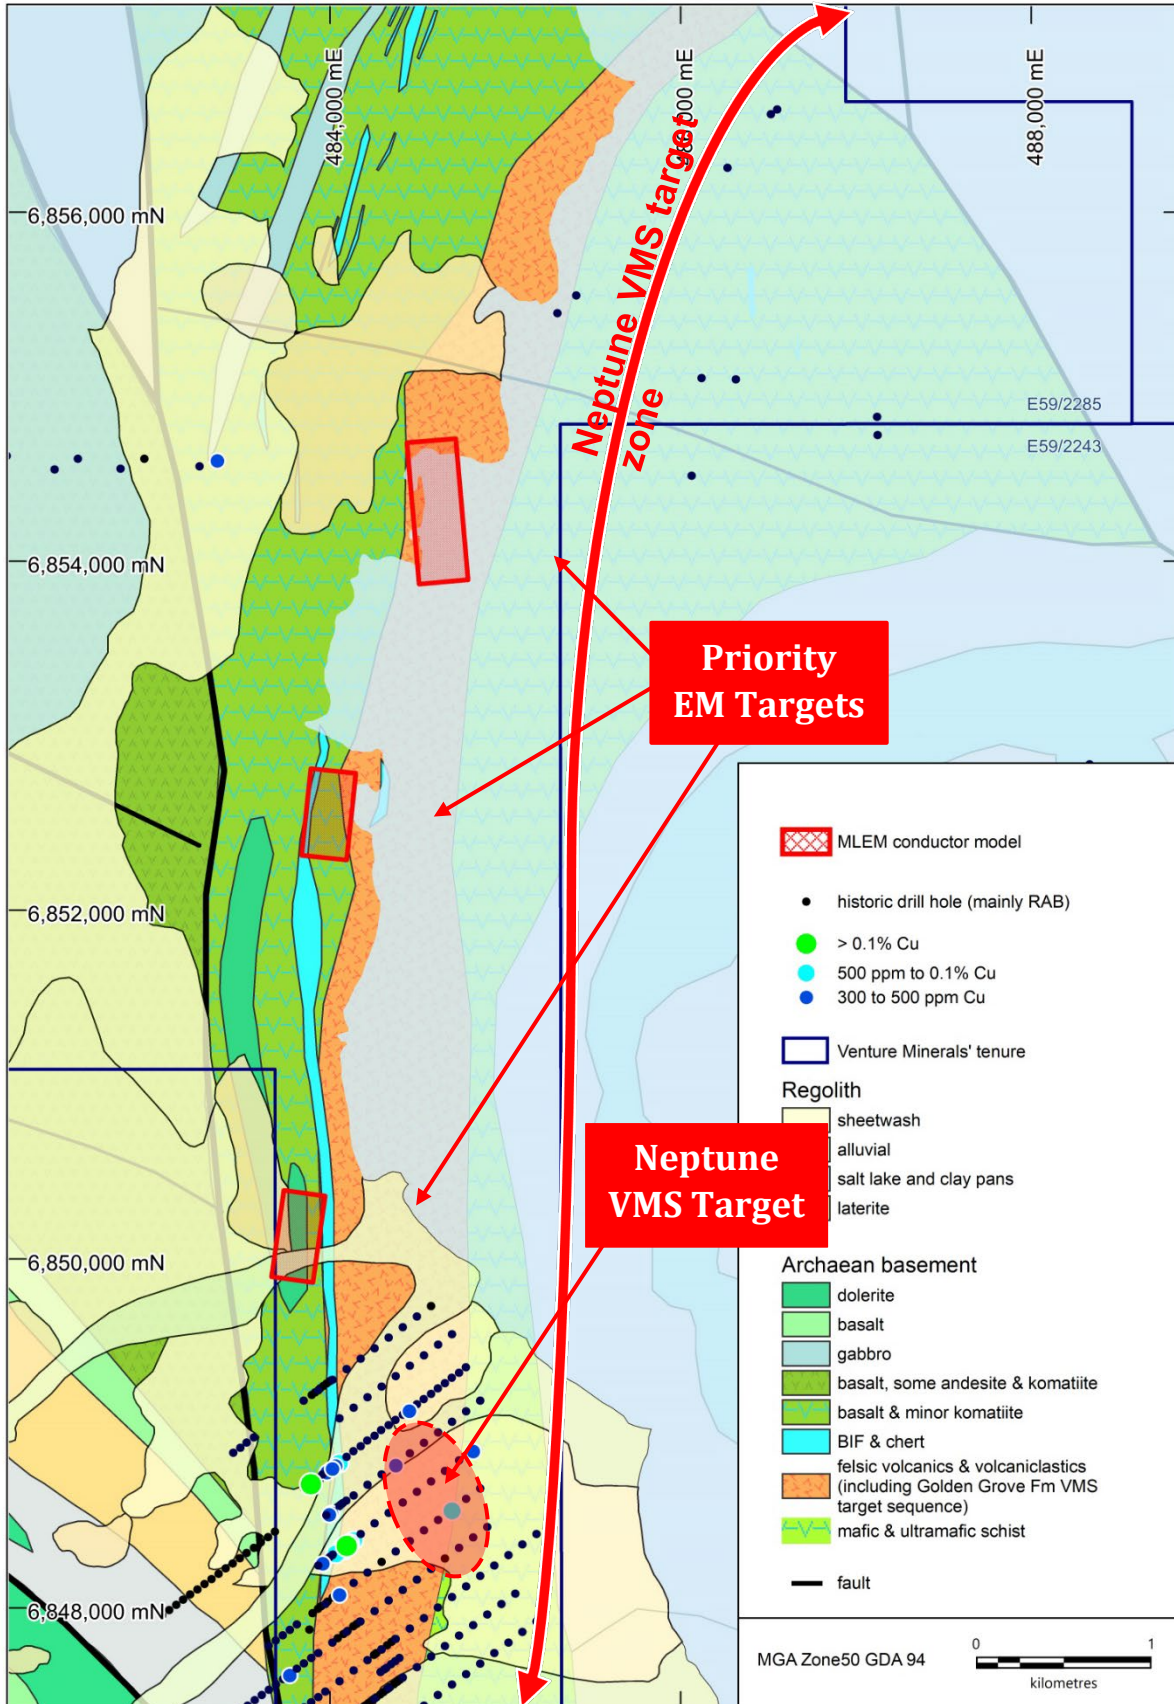 484,000 mE
486,000 mE
488,000 mE
6,856,000 mN
Neptune VMS target
zone
E59/2285
E59/2243
6,854,000 mN
Priority
EM Targets
MLEM conductor model
historic drill hole (mainly RAB)
6,852,000 mN
> 0.1% Cu
500 ppm to 0.1% Cu
300 to 500 ppm Cu
Venture Minerals' tenure
Regolith
sheetwash
alluvial
salt lake and clay pans
laterite
Neptune
VMS Target
6,850,000 mN
Archaean basement
dolerite
basalt
gabbro
basalt, some andesite & komatiite
basalt & minor komatiite
BIF & chert
felsic volcanics & volcaniclastics
(including Golden Grove Fm VMS
target sequence)
mafic & ultramafic schist
fault
6,848,000 mN
MGA Zone50 GDA 94
0 1
kilometres